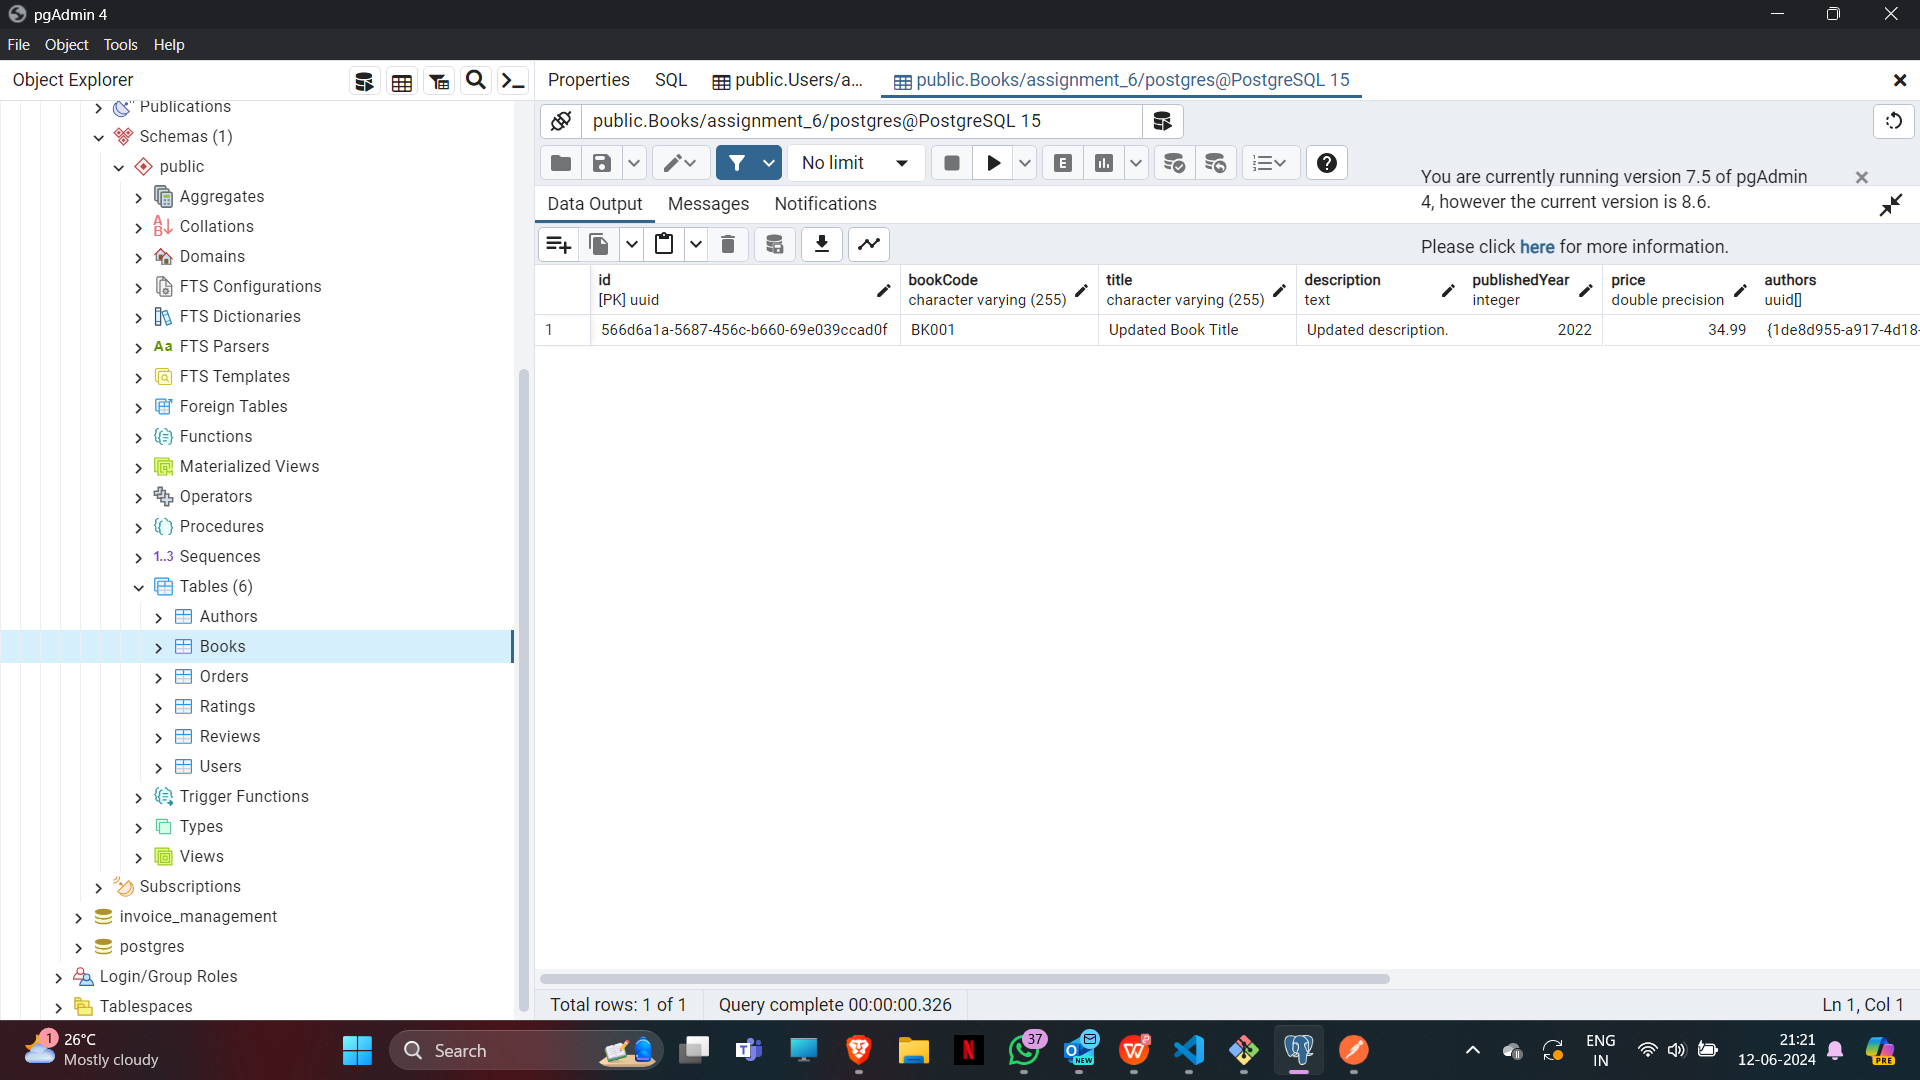 pgAdmin 4
File Object Tools Help
Object Explorer
Properties SQL public.Users/a... public.Books/assignment_6/postgres@PostgreSQL 15
public.Books/assignment_6/postgres@PostgreSQL 15
No limit
E
You are currently running version 7.5 of pgAdmin
4, however the current version is 8.6.
Please click here for more information.
Data Output Messages Notifications
id bookCode title description publishedYear price authors
[PK] uuid character varying (255) character varying (255) text integer double precision uuid[]
1 566d6a1a-5687-456c-b660-69e039ccad0f BK001 Updated Book Title Updated description. 2022 34.99 {1de8d955-a917-4d18-
Publications
Schemas (1)
public
Aggregates
Collations
Domains
FTS Configurations
FTS Dictionaries
Aa FTS Parsers
FTS Templates
Foreign Tables
Functions
Materialized Views
Operators
Procedures
1..3 Sequences
Tables (6)
Authors
Books
Orders
Ratings
Reviews
Users
Trigger Functions
Types
Views
Subscriptions
invoice_management
postgres
Login/Group Roles
Tablespaces
Total rows: 1 of 1 Query complete 00:00:00.326 Ln 1, Col 1
1
26°C
Mostly cloudy
Search
37
NEW
ENG
IN
21:21
12-06-2024
PRE